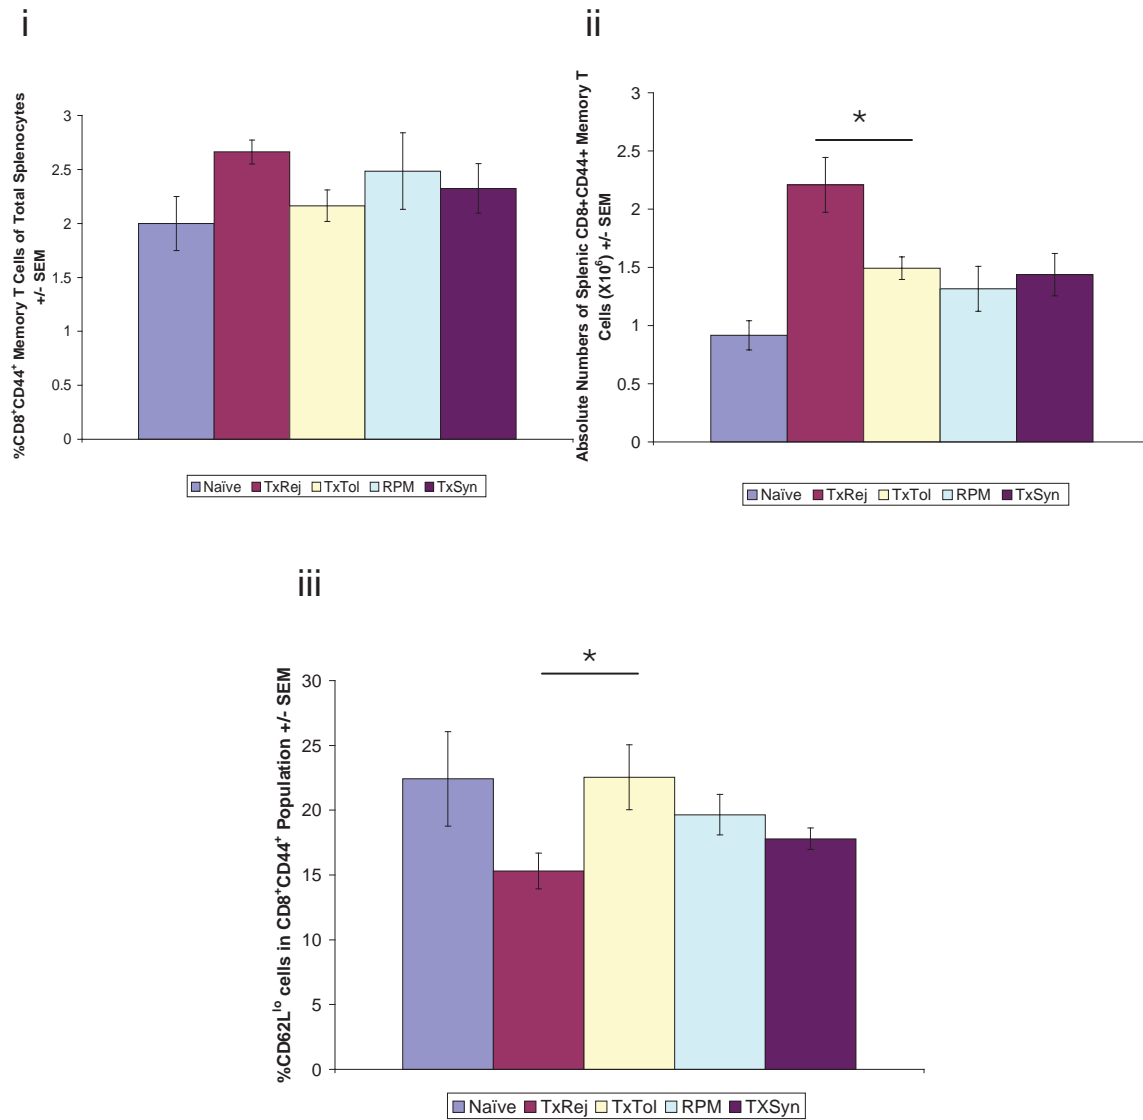 i
%CD8⁺CD44⁺ Memory T Cells of Total Splenocytes
+/- SEM
3
2.5
2
1.5
1
0.5
0
Naïve TxRej TxTol RPM TxSyn
ii
Absolute Numbers of Splenic CD8+CD44+ Memory T
Cells (X10⁶) +/- SEM
3
2.5
2
1.5
1
0.5
0
*
Naïve TxRej TxTol RPM TxSyn
iii
%CD62Lˡᵒ cells in CD8⁺CD44⁺ Population +/- SEM
30
25
20
15
10
5
0
*
Naïve TxRej TxTol RPM TXSyn